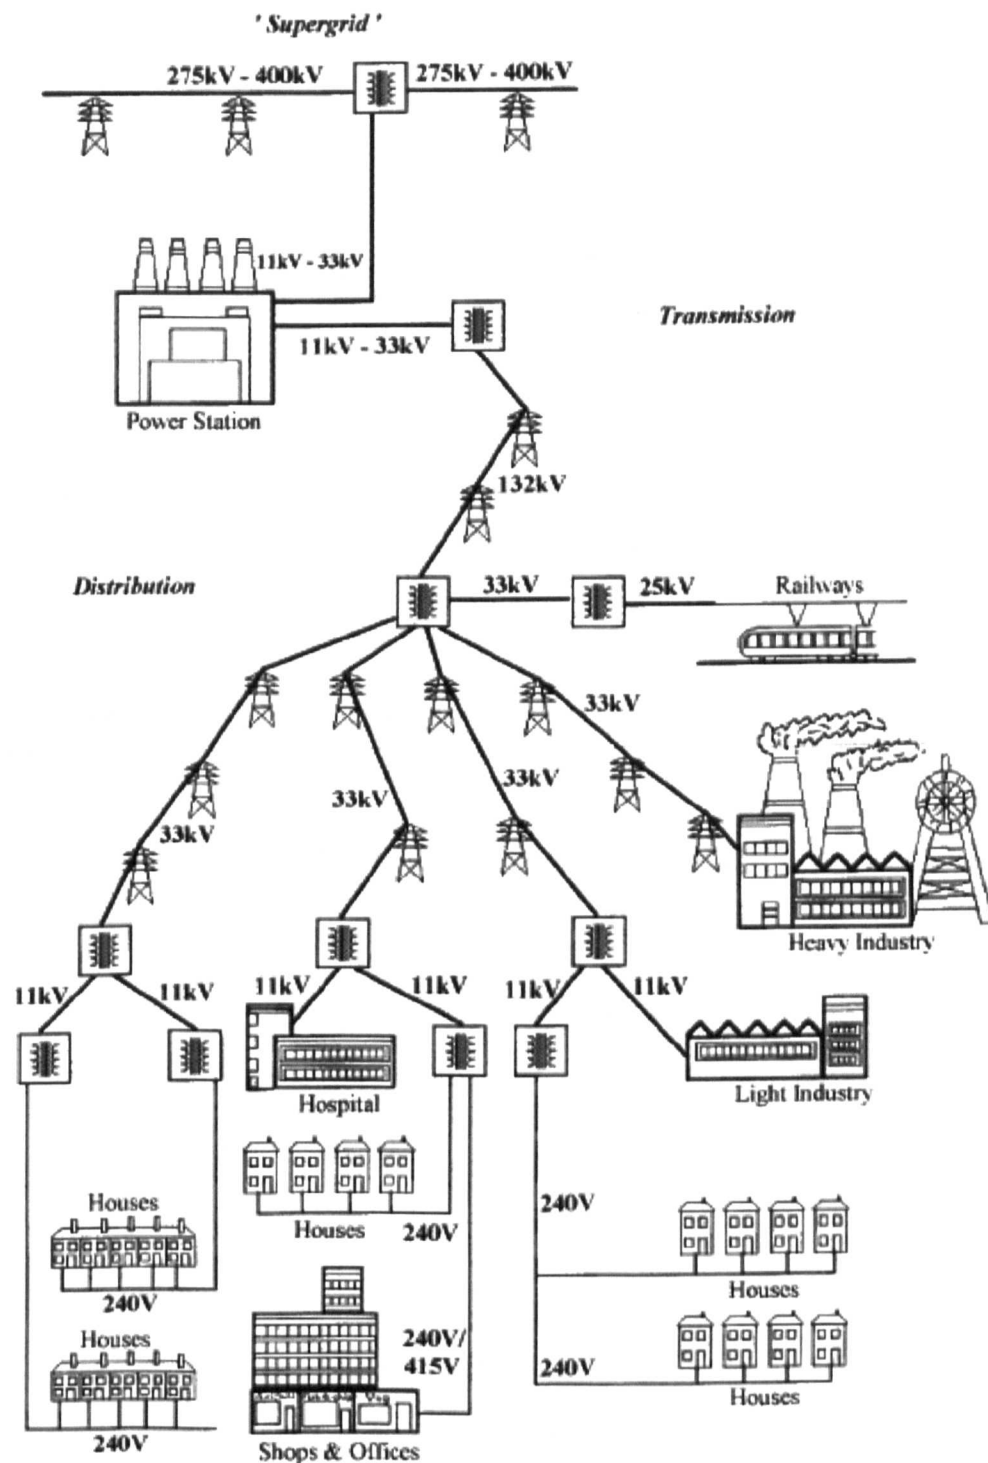 ' Supergrid '
275kV - 400kV
275kV - 400kV
11kV - 33kV
Transmission
11kV - 33kV
Power Station
132kV
Distribution
33kV
25kV
Railways
33kV
33kV
33kV
33kV
Heavy Industry
11kV
11kV
11kV
11kV
11kV
11kV
Hospital
Light Industry
Houses
Houses
240V
240V
Houses
240V
Houses
240V/
415V
240V
Houses
240V
Shops & Offices